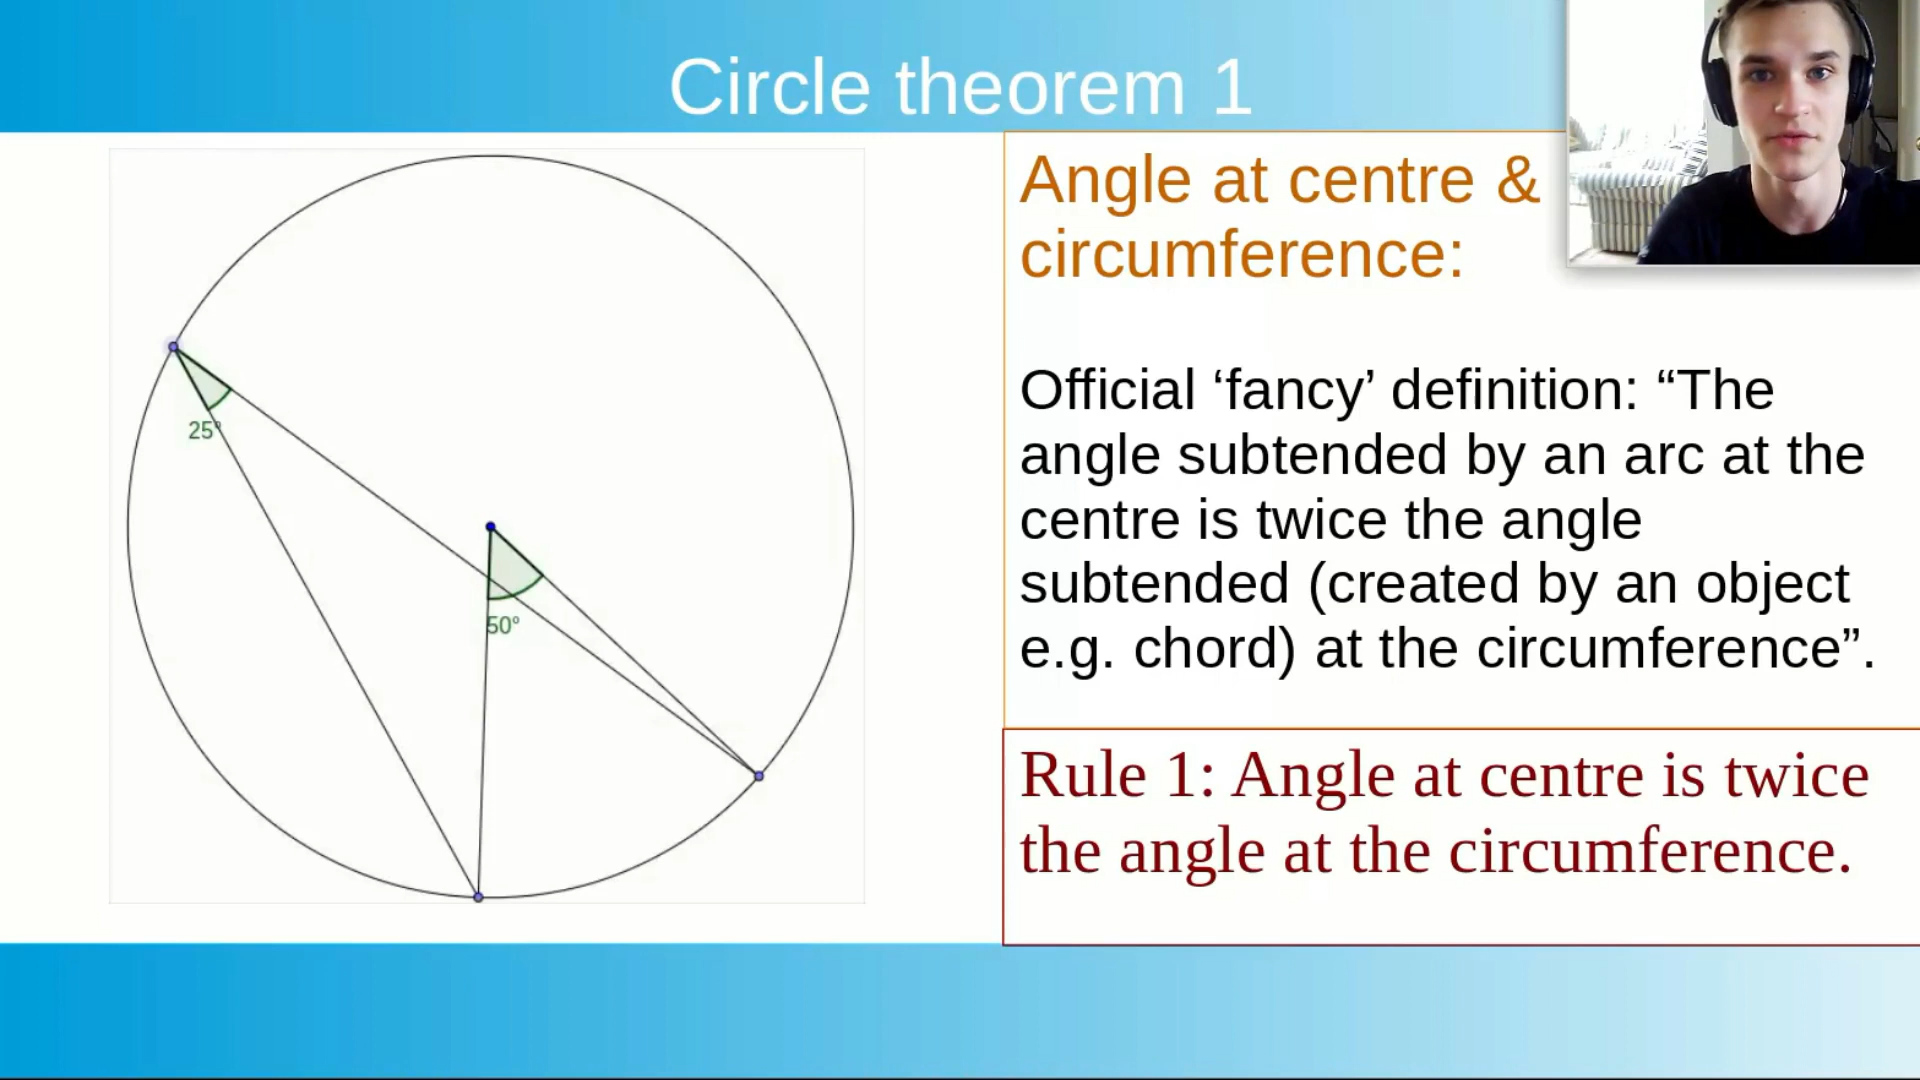 Circle theorem 1
Angle at centre &
circumference:
Official ‘fancy’ definition: “The
angle subtended by an arc at the
centre is twice the angle
subtended (created by an object
e.g. chord) at the circumference”.
Rule 1: Angle at centre is twice
the angle at the circumference.
25°
50°